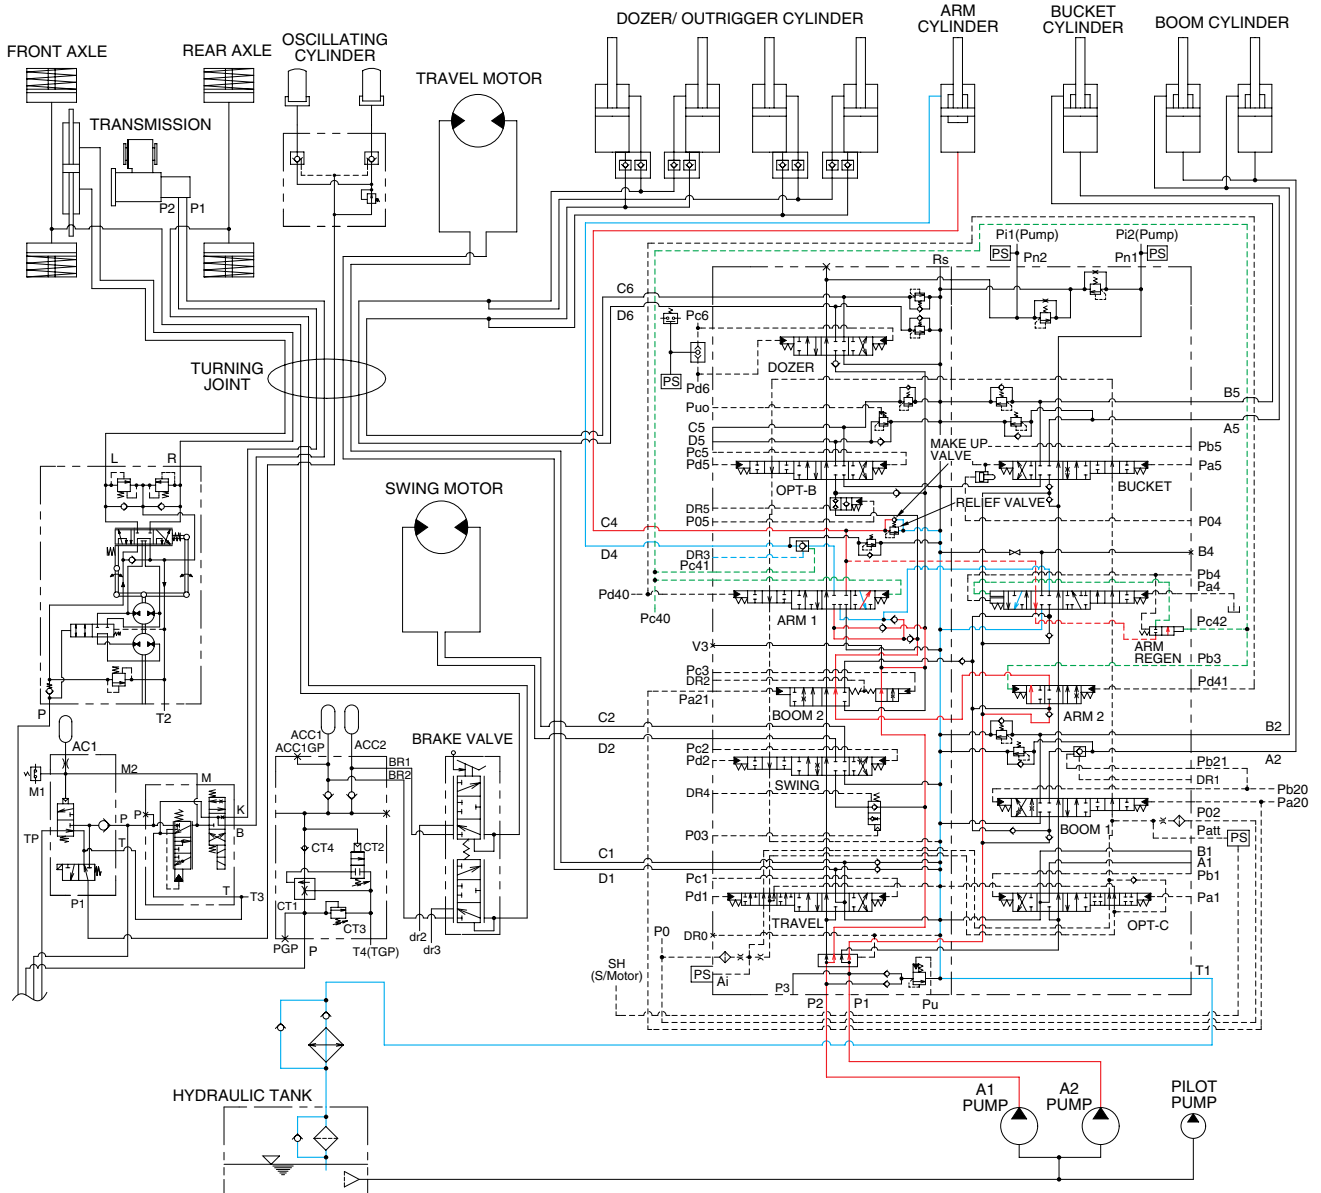 DOZER/ OUTRIGGER CYLINDER
ARM
CYLINDER
BUCKET
CYLINDER
BOOM CYLINDER
FRONT AXLE
REAR AXLE
OSCILLATING
CYLINDER
TRAVEL MOTOR
TRANSMISSION
P2
P1
TURNING
JOINT
Pi1(Pump)
Pi2(Pump)
PS
Pn2
Pn1
PS
Rs
C6
D6
Pc6
PS
Pd6
DOZER
Puo
C5
D5
Pc5
Pd5
B5
A5
MAKE UP
VALVE
Pb5
Pa5
OPT-B
BUCKET
RELIEF VALVE
DR5
P05
P04
L
R
SWING MOTOR
C4
D4
DR3
Pc41
B4
Pb4
Pa4
Pd40
Pc40
ARM 1
Pc42
ARM
REGEN
V3
Pc3
DR2
Pa21
Pb3
Pd41
BOOM 2
ARM 2
P
T2
C2
D2
Pc2
Pd2
B2
A2
SWING
Pb21
DR1
Pb20
Pa20
DR4
BOOM 1
P02
Patt
PS
P03
AC1
M2
M
M1
P
P
K
B
TP
T
P1
T
T3
ACC1
ACC1GP
ACC2
BR1
BR2
BRAKE VALVE
CT4
CT2
CT1
CT3
PGP
P
T4(TGP)
dr2
dr3
C1
D1
Pc1
Pd1
B1
A1
Pb1
Pa1
TRAVEL
OPT-C
P0
DR0
SH
(S/Motor)
PS
Ai
P3
P2
P1
Pu
T1
HYDRAULIC TANK
A1
PUMP
A2
PUMP
PILOT
PUMP